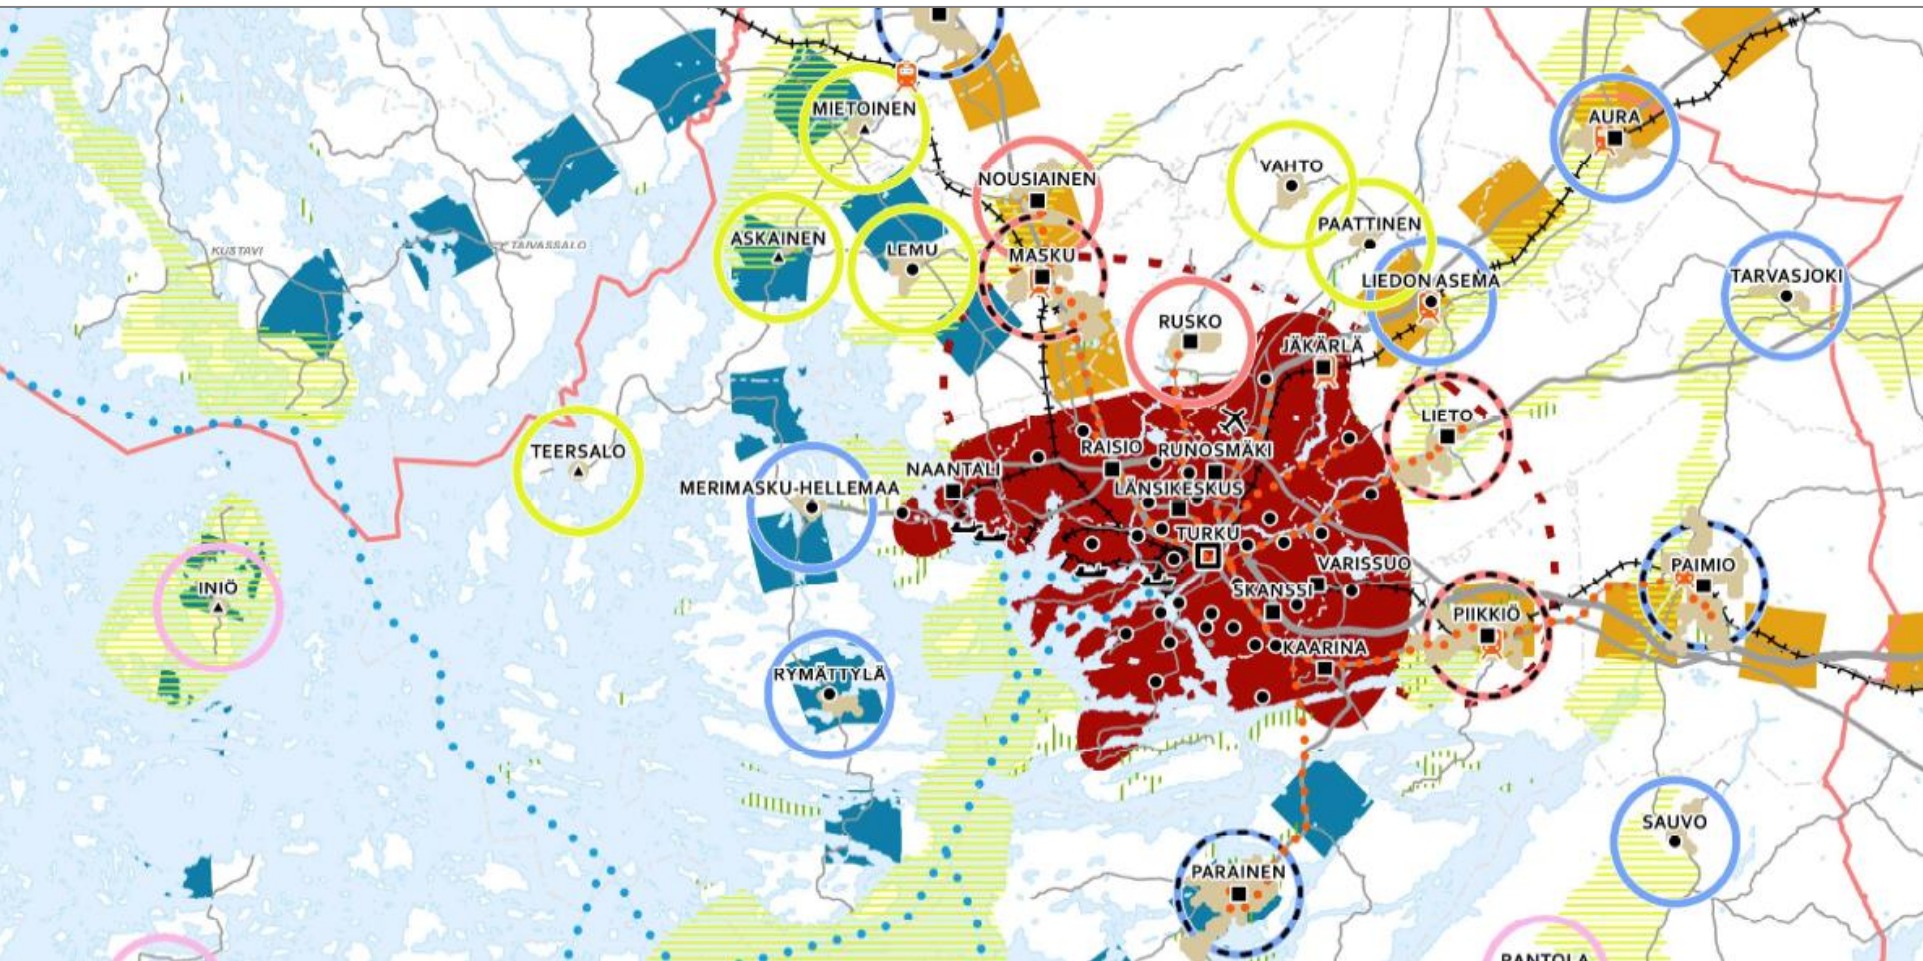 MIETOINEN
AURA
VAHTO
NOUSIAINEN
PAATTINEN
ASKAINEN
LEMU
MASKU
KUSTAVI
TAIVASSALO
LIEDON ASEMA
TARVASJOKI
RUSKO
JÄKÄRLÄ
LIETO
TEERSALO
RAISIO
RUNOSMÄKI
NAANTALI
MERIMASKU-HELLEMAA
LÄNSIKESKUS
TURKU
VARISSUO
PAIMIO
INIÖ
SKANSSI
PIIKKIÖ
KAARINA
RYMÄTTYLÄ
SAUVO
PARAINEN
PANTOLA